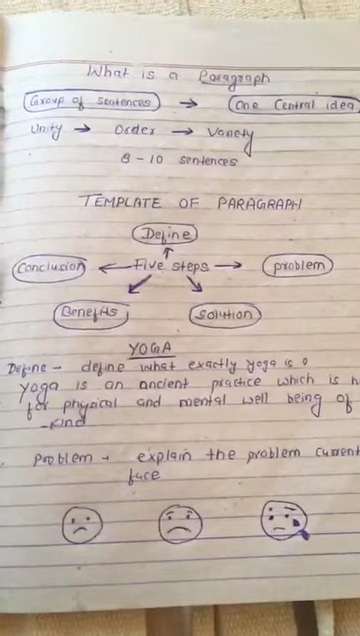 What is a Paragraph
Group of sentences → One Central idea
Unity → Order → Variety
8-10 sentences
TEMPLATE OF PARAGRAPH
Define
Conclusion ← Five steps → problem
Benefits solution
YOGA
Define - define what exactly yoga is
yoga is an ancient practice which is
for physical and mental well being of
-kind
Problem → explain the problem current
face